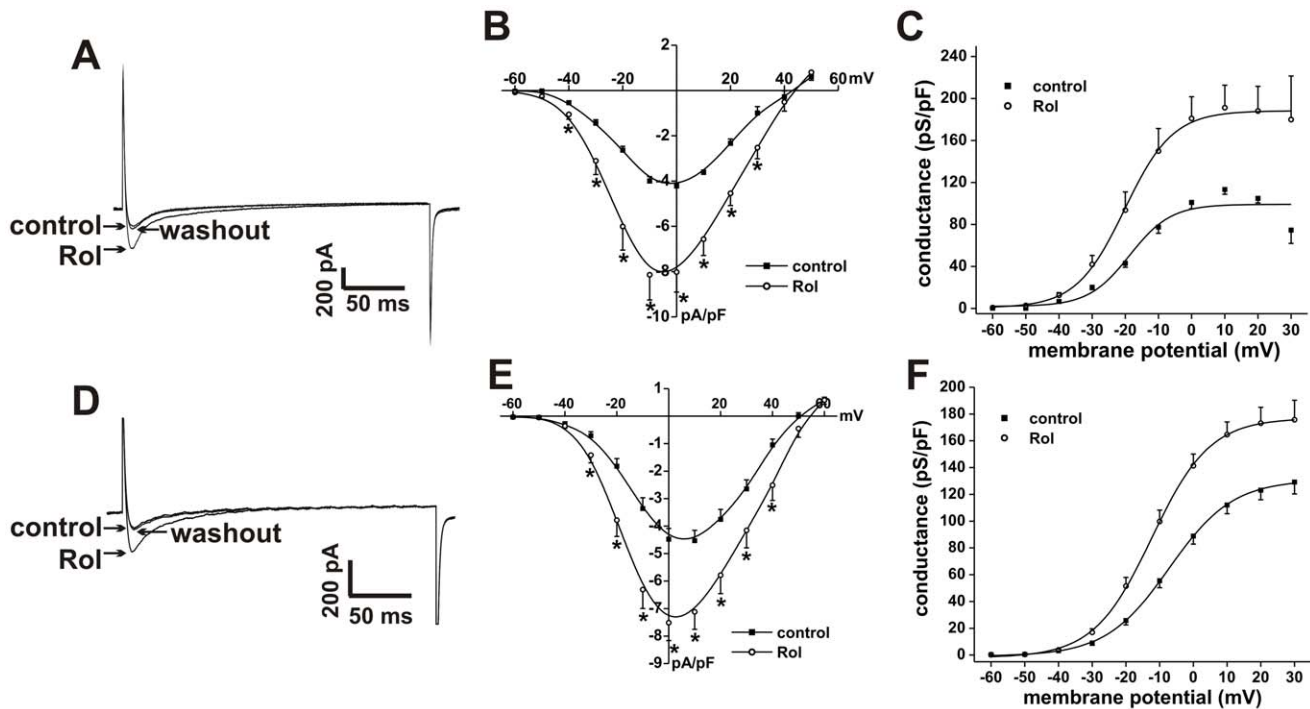 A
control
washout
Rol
200 pA
50 ms
B
2
-60 -40 -20 0 20 40 60 mV
-2
-4
-6
-8
-10 pA/pF
* * * * * * * * *
control
Rol
C
240
200
160
120
80
40
0
conductance (pS/pF)
control
Rol
-60 -50 -40 -30 -20 -10 0 10 20 30
membrane potential (mV)
D
control
washout
Rol
200 pA
50 ms
E
1
-60 -40 -20 0 20 40 60
mV
-1
-2
-3
-4
-5
-6
-7
-8
-9 pA/pF
* * * * * * * *
control
Rol
F
200
180
160
140
120
100
80
60
40
20
0
conductance (pS/pF)
control
Rol
-60 -50 -40 -30 -20 -10 0 10 20 30
membrane potential (mV)